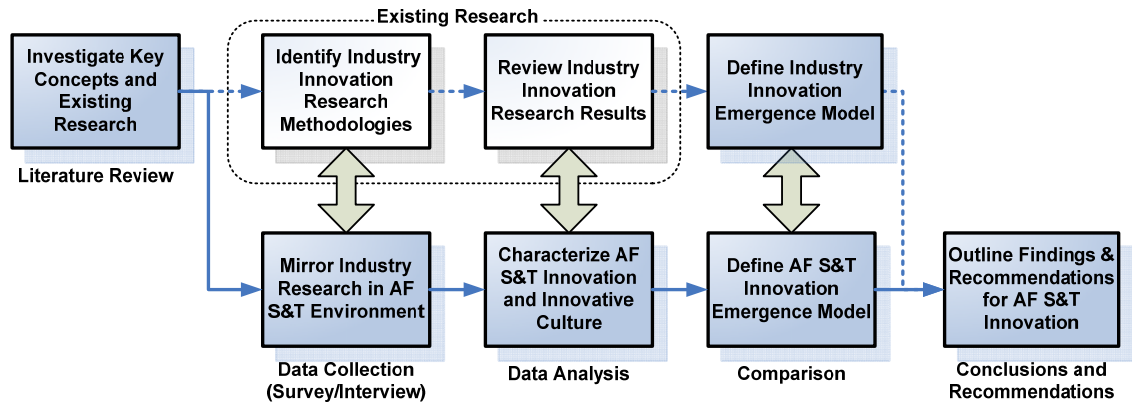 Existing Research
Investigate Key
Concepts and
Existing
Research
Literature Review
Identify Industry
Innovation
Research
Methodologies
Review Industry
Innovation
Research Results
Define Industry
Innovation
Emergence Model
Mirror Industry
Research in AF
S&T Environment
Data Collection
(Survey/Interview)
Characterize AF
S&T Innovation
and Innovative
Culture
Data Analysis
Define AF S&T
Innovation
Emergence Model
Comparison
Outline Findings &
Recommendations
for AF S&T
Innovation
Conclusions and
Recommendations